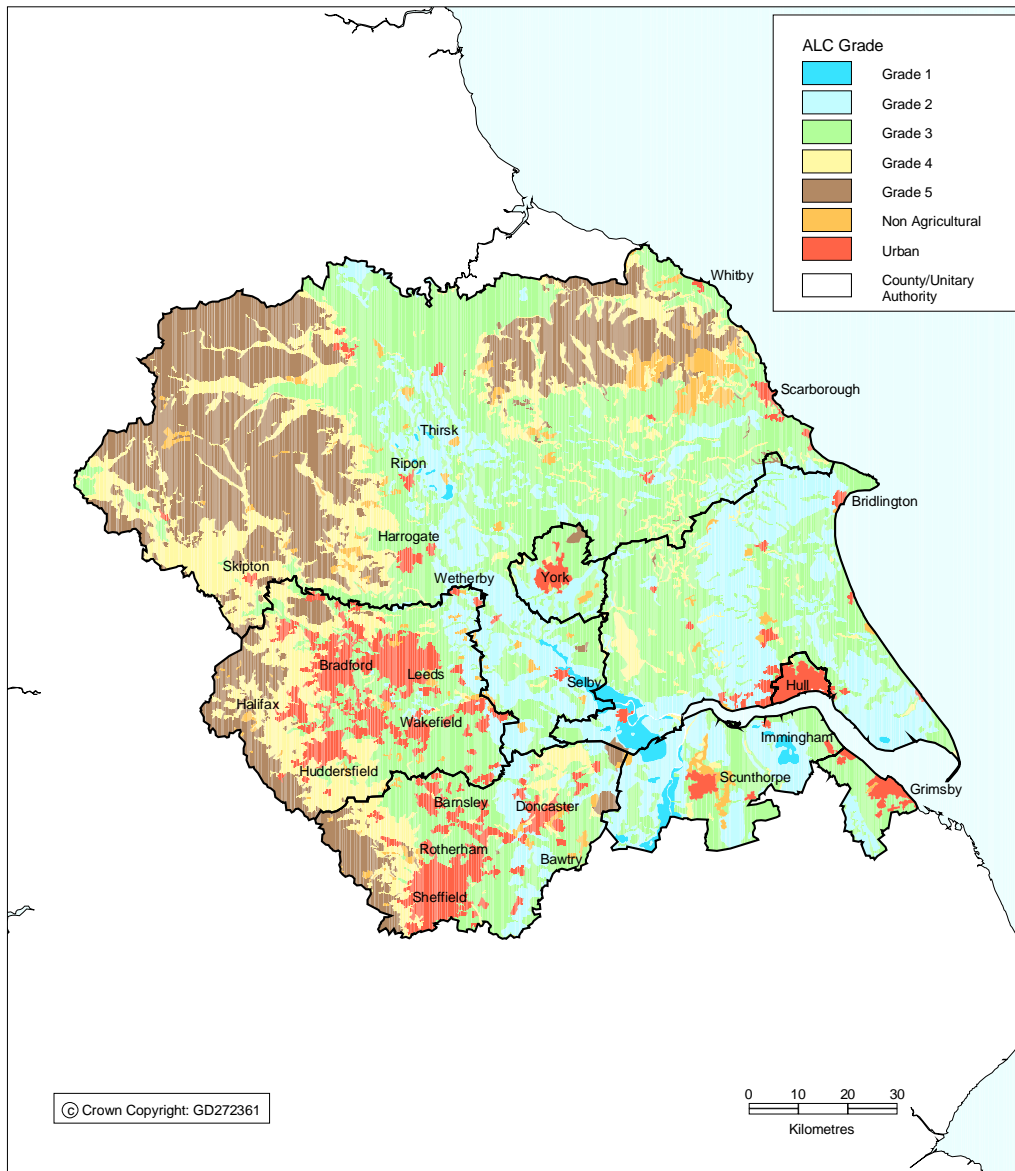 ALC Grade
Grade 1
Grade 2
Grade 3
Grade 4
Grade 5
Non Agricultural
Urban
County/Unitary
Authority
Whitby
Scarborough
Thirsk
Ripon
Bridlington
Harrogate
Skipton
Wetherby
York
Bradford
Leeds
Selby
Hull
Halifax
Wakefield
Immingham
Huddersfield
Scunthorpe
Grimsby
Barnsley
Doncaster
Rotherham
Bawtry
Sheffield
© Crown Copyright: GD272361
0 10 20 30
Kilometres